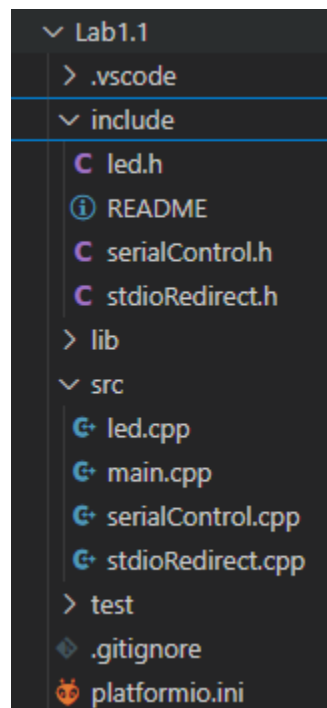 Lab1.1
.vscode
include
C led.h
README
C serialControl.h
C stdioRedirect.h
lib
src
led.cpp
main.cpp
serialControl.cpp
stdioRedirect.cpp
test
.gitignore
platformio.ini